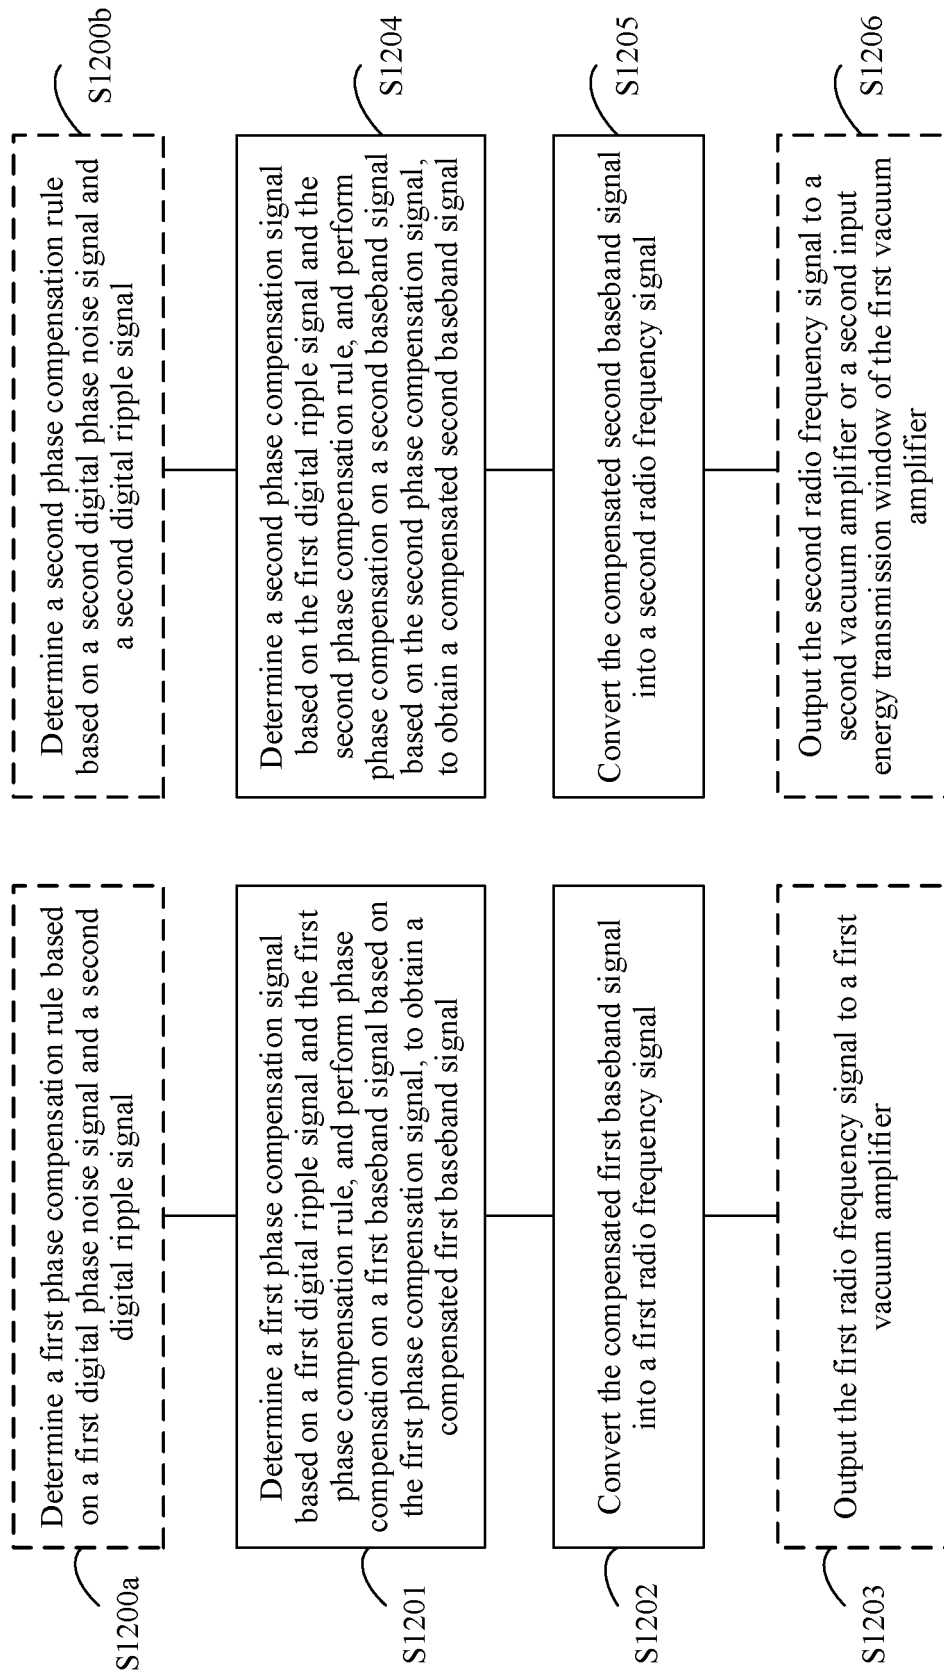 S1200a
Determine a first phase compensation rule based
on a first digital phase noise signal and a second
digital ripple signal
S1201
Determine a first phase compensation signal
based on a first digital ripple signal and the first
phase compensation rule, and perform phase
compensation on a first baseband signal based on
the first phase compensation signal, to obtain a
compensated first baseband signal
S1202
Convert the compensated first baseband signal
into a first radio frequency signal
S1203
Output the first radio frequency signal to a first
vacuum amplifier
Determine a second phase compensation rule
based on a second digital phase noise signal and
a second digital ripple signal
S1200b
Determine a second phase compensation signal
based on the first digital ripple signal and the
second phase compensation rule, and perform
phase compensation on a second baseband signal
based on the second phase compensation signal,
to obtain a compensated second baseband signal
S1204
Convert the compensated second baseband signal
into a second radio frequency signal
S1205
Output the second radio frequency signal to a
second vacuum amplifier or a second input
energy transmission window of the first vacuum
amplifier
S1206